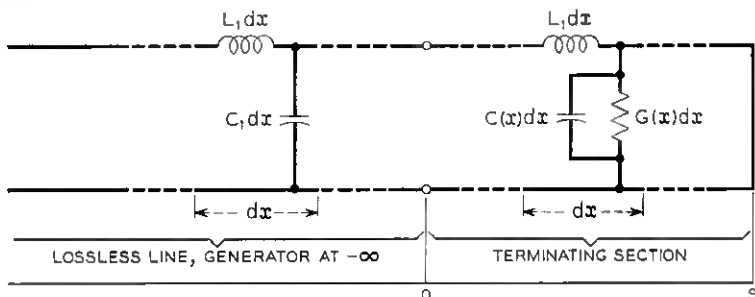 L₁dx
L₁dx
C₁dx
C(x)dx
G(x)dx
dx
dx
LOSSLESS LINE, GENERATOR AT -∞
TERMINATING SECTION
0